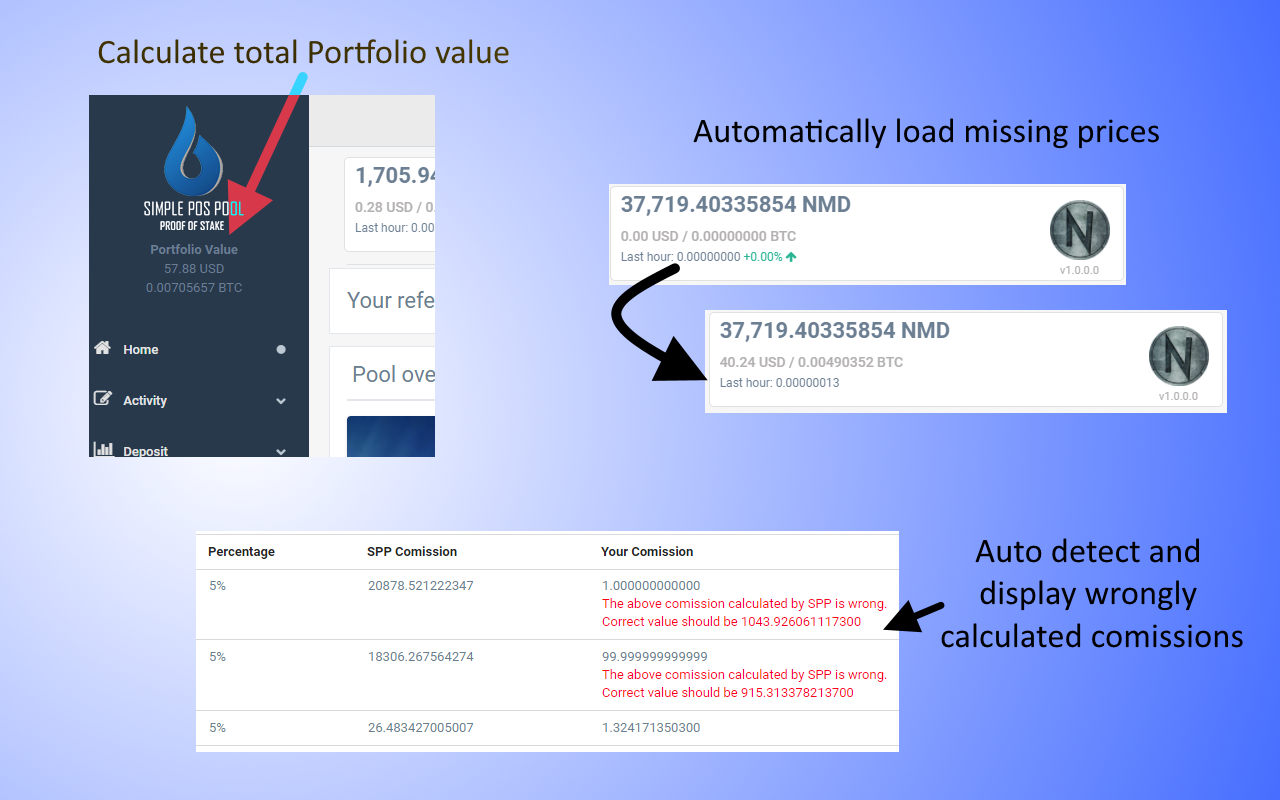 Calculate total Portfolio value
SIMPLE POS POOL
PROOF OF STAKE
Portfolio Value
57.88 USD
0.00705657 BTC
Home
Activity
Deposit
1,705.94
0.28 USD / 0.
Last hour: 0.00
Your refe
Pool ove
Automatically load missing prices
37,719.40335854 NMD
0.00 USD / 0.00000000 BTC
Last hour: 0.00000000 +0.00%
N
v1.0.0.0
37,719.40335854 NMD
40.24 USD / 0.00490352 BTC
Last hour: 0.00000013
N
v1.0.0.0
Percentage SPP Comission Your Comission
5% 20878.521222347 1.000000000000
The above comission calculated by SPP is wrong.
Correct value should be 1043.926061117300
5% 18306.267564274 99.999999999999
The above comission calculated by SPP is wrong.
Correct value should be 915.313378213700
5% 26.483427005007 1.324171350300
Auto detect and
display wrongly
calculated comissions